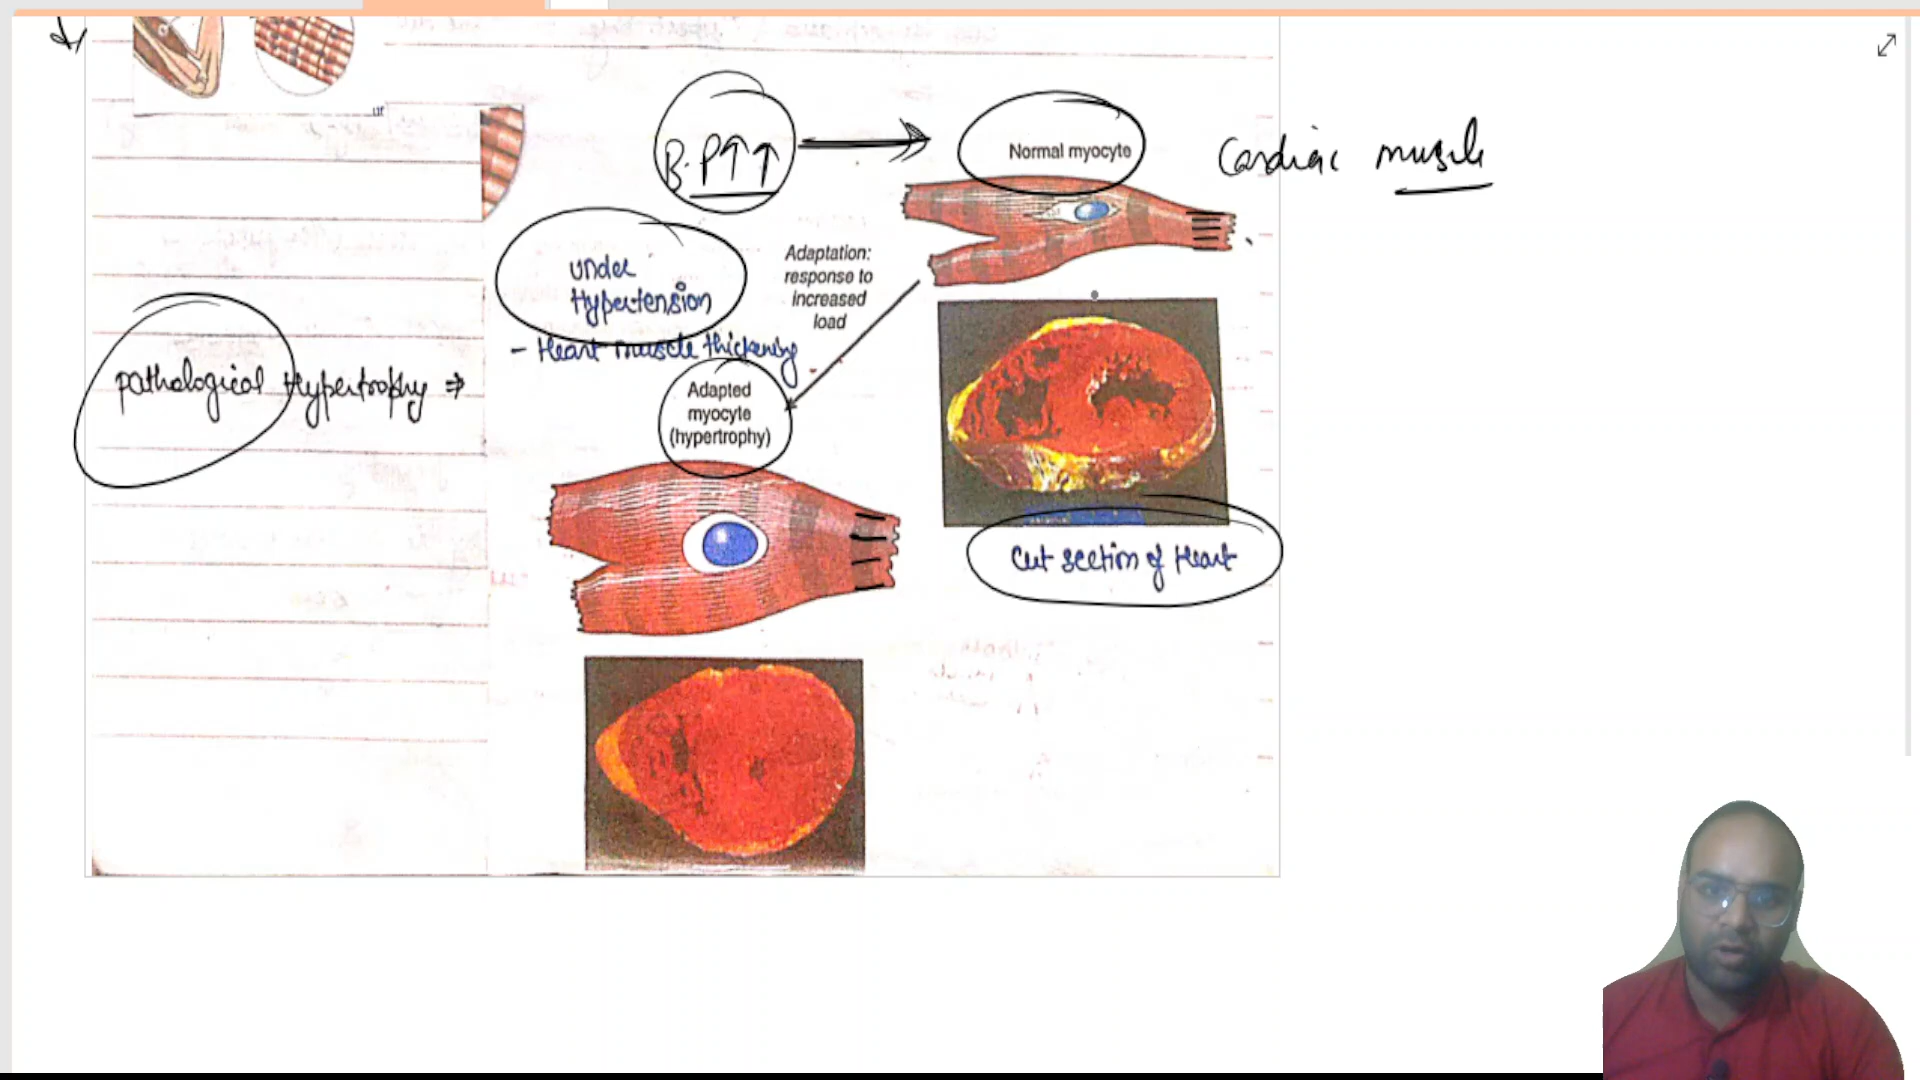 B.P↑↑
Normal myocyte
Cardiac muscle
under
Hypertension
- Heart muscle thickening
Adaptation:
response to
increased
load
pathological Hypertrophy ⇒
Adapted
myocyte
(hypertrophy)
Cut section of Heart